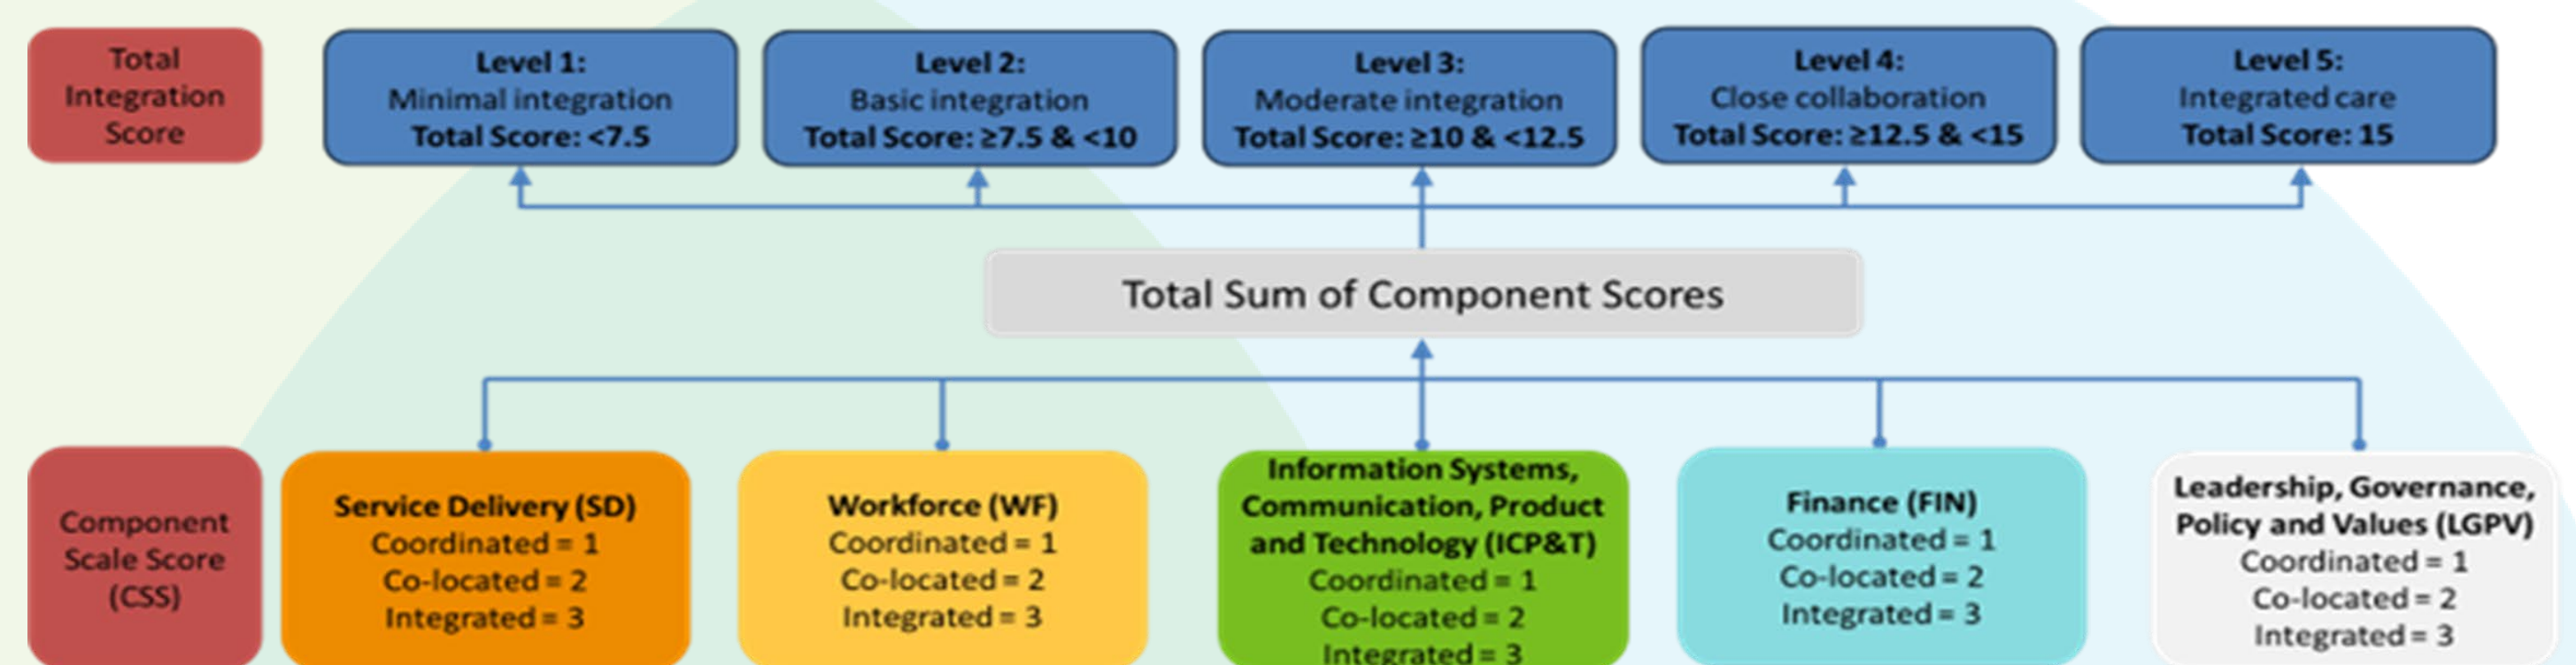 Total
Integration
Score
Level 1:
Minimal integration
Total Score: <7.5
Level 2:
Basic integration
Total Score: ≥7.5 & <10
Level 3:
Moderate integration
Total Score: ≥10 & <12.5
Level 4:
Close collaboration
Total Score: ≥12.5 & <15
Level 5:
Integrated care
Total Score: 15
Total Sum of Component Scores
Component
Scale Score
(CSS)
Service Delivery (SD)
Coordinated = 1
Co-located = 2
Integrated = 3
Workforce (WF)
Coordinated = 1
Co-located = 2
Integrated = 3
Information Systems,
Communication, Product
and Technology (ICP&T)
Coordinated = 1
Co-located = 2
Integrated = 3
Finance (FIN)
Coordinated = 1
Co-located = 2
Integrated = 3
Leadership, Governance,
Policy and Values (LGPV)
Coordinated = 1
Co-located = 2
Integrated = 3